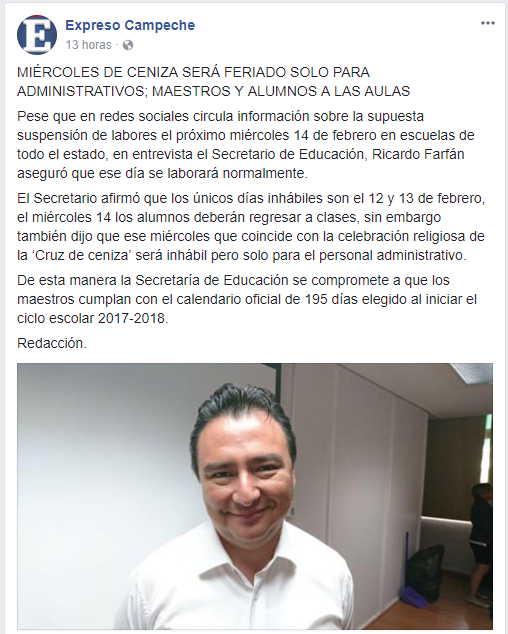 E
Expreso Campeche
13 horas ·
MIÉRCOLES DE CENIZA SERÁ FERIADO SOLO PARA
ADMINISTRATIVOS; MAESTROS Y ALUMNOS A LAS AULAS
Pese que en redes sociales circula información sobre la supuesta
suspensión de labores el próximo miércoles 14 de febrero en escuelas de
todo el estado, en entrevista el Secretario de Educación, Ricardo Farfán
aseguró que ese día se laborará normalmente.
El Secretario afirmó que los únicos días inhábiles son el 12 y 13 de febrero,
el miércoles 14 los alumnos deberán regresar a clases, sin embargo
también dijo que ese miércoles que coincide con la celebración religiosa de
la ‘Cruz de ceniza’ será inhábil pero solo para el personal administrativo.
De esta manera la Secretaría de Educación se compromete a que los
maestros cumplan con el calendario oficial de 195 días elegido al iniciar el
ciclo escolar 2017-2018.
Redacción.